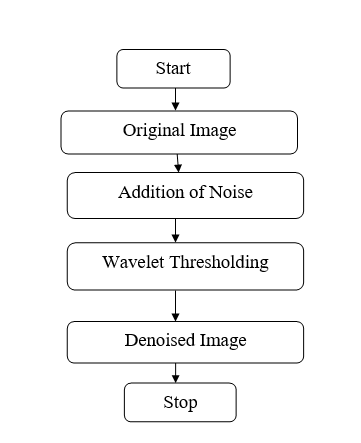 Start
Original Image
Addition of Noise
Wavelet Thresholding
Denoised Image
Stop